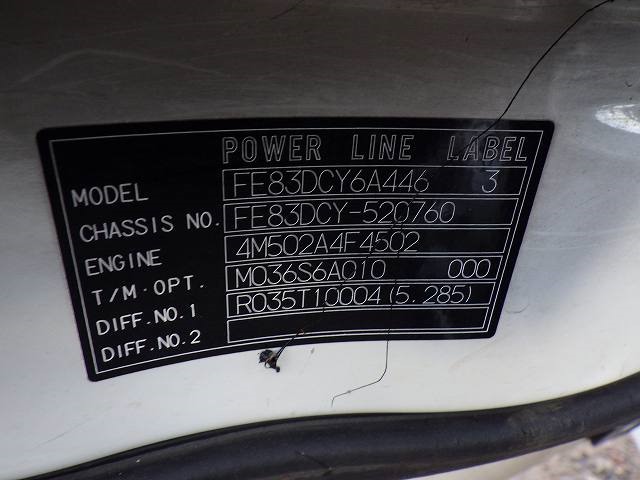 POWER LINE LABEL
MODEL FE83DCY6A446 3
CHASSIS NO. FE83DCY-520760
ENGINE 4M502A4F4502
T/M·OPT. M036S6A010 000
DIFF.NO.1 R035T10004(5.285)
DIFF.NO.2